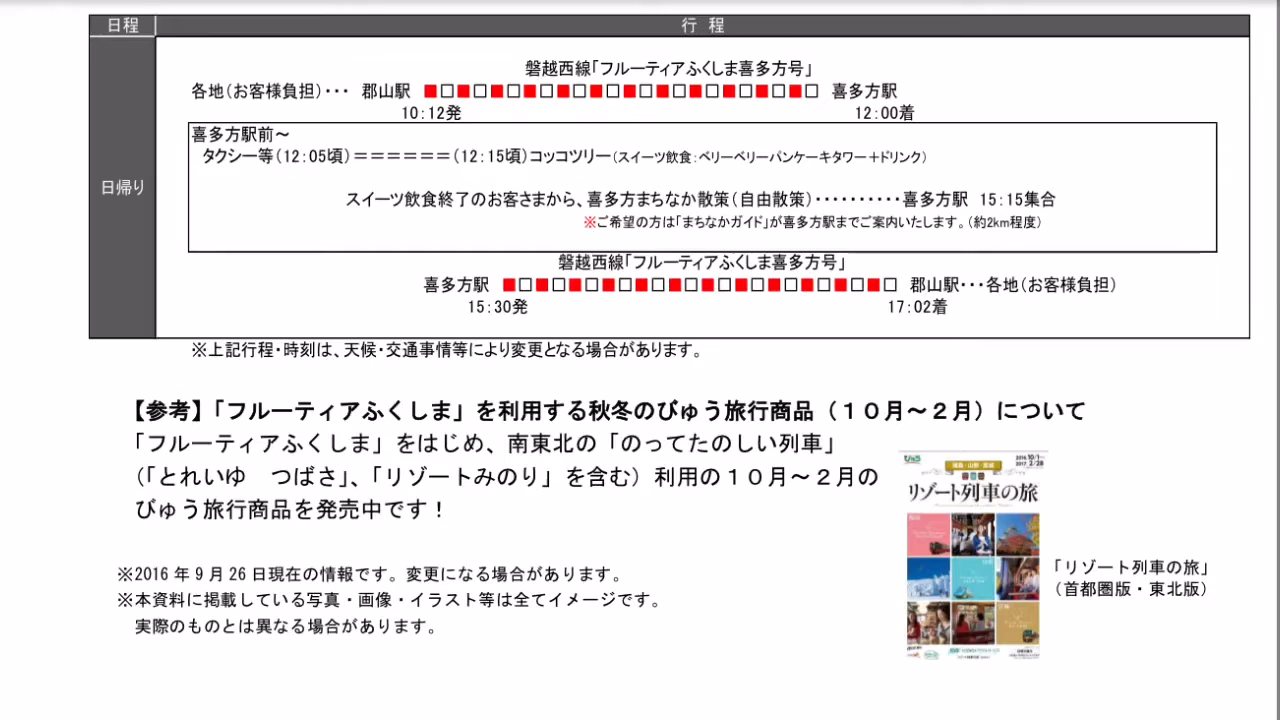 日程 行 程
磐越西線「フルーティアふくしま喜多方号」
各地(お客様負担)・・・ 郡山駅 ■□■□■□■□■□■□■□■□■□■□■□■□ 喜多方駅
10:12発 12:00着
日帰り
喜多方駅前～
タクシー等(12:05頃)＝＝＝＝＝＝(12:15頃)コッコツリー(スイーツ飲食:ベリーベリーパンケーキタワー＋ドリンク)
スイーツ飲食終了のお客さまから、喜多方まちなか散策(自由散策)・・・・・・・・・・喜多方駅 15:15集合
※ご希望の方は「まちなかガイド」が喜多方駅までご案内いたします。(約2km程度)
磐越西線「フルーティアふくしま喜多方号」
喜多方駅 ■□■□■□■□■□■□■□■□■□■□■□■□ 郡山駅・・・各地(お客様負担)
15:30発 17:02着
※上記行程・時刻は、天候・交通事情等により変更となる場合があります。
【参考】「フルーティアふくしま」を利用する秋冬のびゅう旅行商品（１０月～２月）について
「フルーティアふくしま」をはじめ、南東北の「のってたのしい列車」
（「とれいゆ　つばさ」、「リゾートみのり」を含む）利用の１０月～２月の
びゅう旅行商品を発売中です！
びゅう 福島・山形・宮城 2016.10/1～
2017.2/28
リゾート列車の旅
「リゾート列車の旅」
（首都圏版・東北版）
※2016 年 9 月 26 日現在の情報です。変更になる場合があります。
※本資料に掲載している写真・画像・イラスト等は全てイメージです。
実際のものとは異なる場合があります。